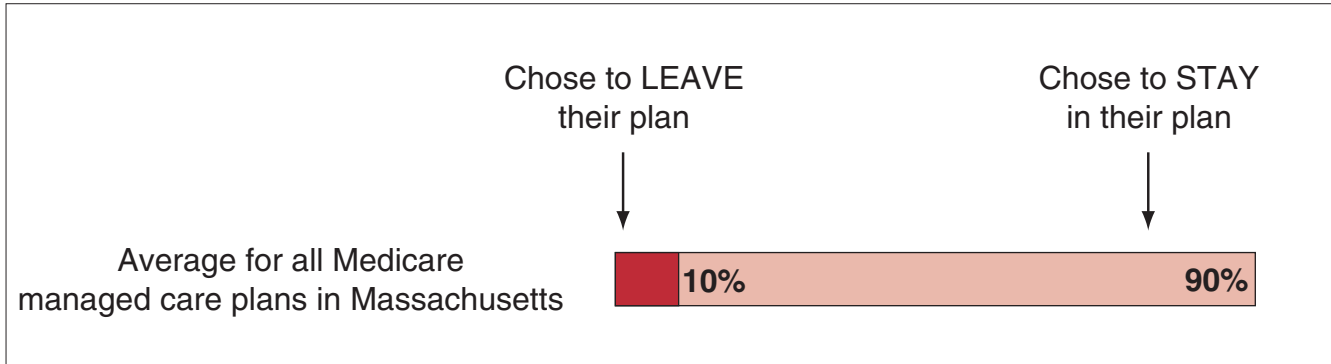 Chose to LEAVE
their plan
Chose to STAY
in their plan
Average for all Medicare
managed care plans in Massachusetts
10%
90%